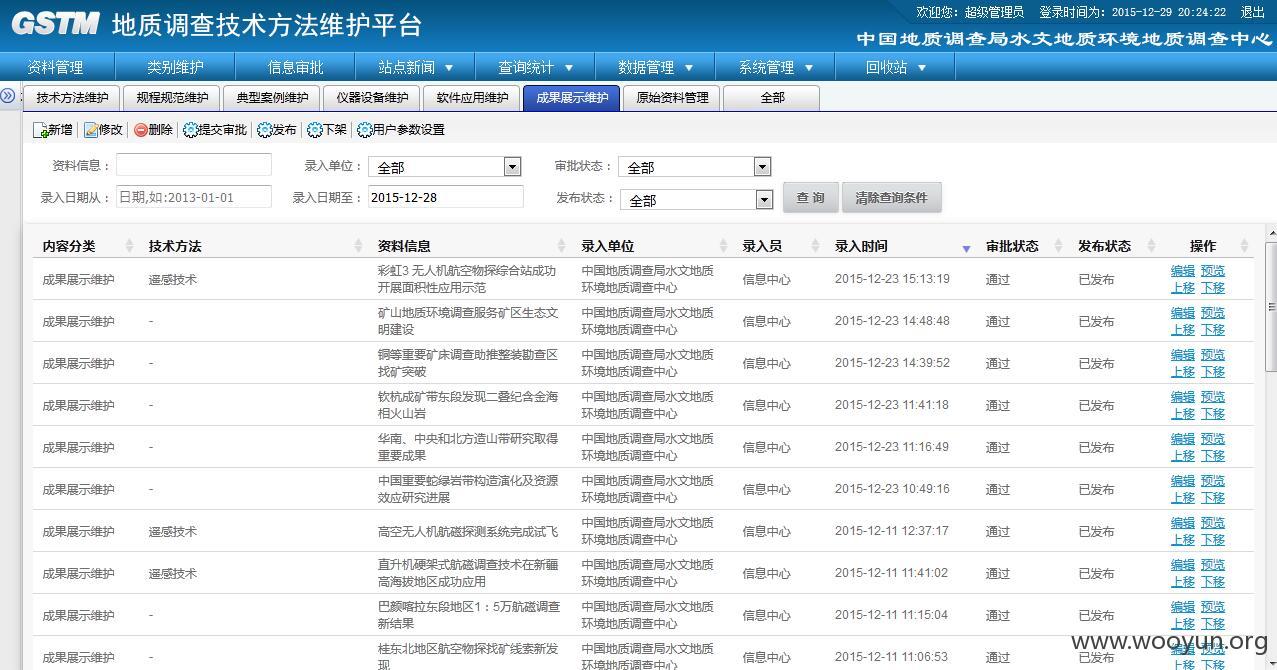 GSTM 地质调查技术方法维护平台
欢迎您: 超级管理员 登录时间为: 2015-12-29 20:24:22 退出
中国地质调查局水文地质环境地质调查中心
资料管理 类别维护 信息审批 站点新闻 查询统计 数据管理 系统管理 回收站
技术方法维护 规程规范维护 典型案例维护 仪器设备维护 软件应用维护 成果展示维护 原始资料管理 全部
新增 修改 删除 提交审批 发布 下架 用户参数设置
资料信息: 录入单位: 全部 审批状态: 全部
录入日期从: 日期,如:2013-01-01 录入日期至: 2015-12-28 发布状态: 全部 查询 清除查询条件
内容分类 技术方法 资料信息 录入单位 录入员 录入时间 审批状态 发布状态 操作
彩虹3 无人机航空物探综合站成功 中国地质调查局水文地质 编辑 预览
成果展示维护 遥感技术 信息中心 2015-12-23 15:13:19 通过 已发布
开展面积性应用示范 环境地质调查中心 上移 下移
矿山地质环境调查服务矿区生态文 中国地质调查局水文地质 编辑 预览
成果展示维护 - 信息中心 2015-12-23 14:48:48 通过 已发布
明建设 环境地质调查中心 上移 下移
铜等重要矿床调查助推整装勘查区 中国地质调查局水文地质 编辑 预览
成果展示维护 - 信息中心 2015-12-23 14:39:52 通过 已发布
找矿突破 环境地质调查中心 上移 下移
钦杭成矿带东段发现二叠纪含金海 中国地质调查局水文地质 编辑 预览
成果展示维护 - 信息中心 2015-12-23 11:41:18 通过 已发布
相火山岩 环境地质调查中心 上移 下移
华南、中央和北方造山带研究取得 中国地质调查局水文地质 编辑 预览
成果展示维护 - 信息中心 2015-12-23 11:16:49 通过 已发布
重要成果 环境地质调查中心 上移 下移
中国重要蛇绿岩带构造演化及资源 中国地质调查局水文地质 编辑 预览
成果展示维护 - 信息中心 2015-12-23 10:49:16 通过 已发布
效应研究进展 环境地质调查中心 上移 下移
中国地质调查局水文地质 编辑 预览
成果展示维护 遥感技术 高空无人机航磁探测系统完成试飞 信息中心 2015-12-11 12:37:17 通过 已发布
环境地质调查中心 上移 下移
直升机硬架式航磁调查技术在新疆 中国地质调查局水文地质 编辑 预览
成果展示维护 遥感技术 信息中心 2015-12-11 11:41:02 通过 已发布
高海拔地区成功应用 环境地质调查中心 上移 下移
巴颜喀拉东段地区1:5万航磁调查 中国地质调查局水文地质 编辑 预览
成果展示维护 - 信息中心 2015-12-11 11:15:04 通过 已发布
新结果 环境地质调查中心 上移 下移
桂东北地区航空物探找矿线索新发 中国地质调查局水文地质
成果展示维护 - 信息中心 2015-12-11 11:06:53 通过 已发布
现 环境地质调查中心 上移 下移
www.wooyun.org